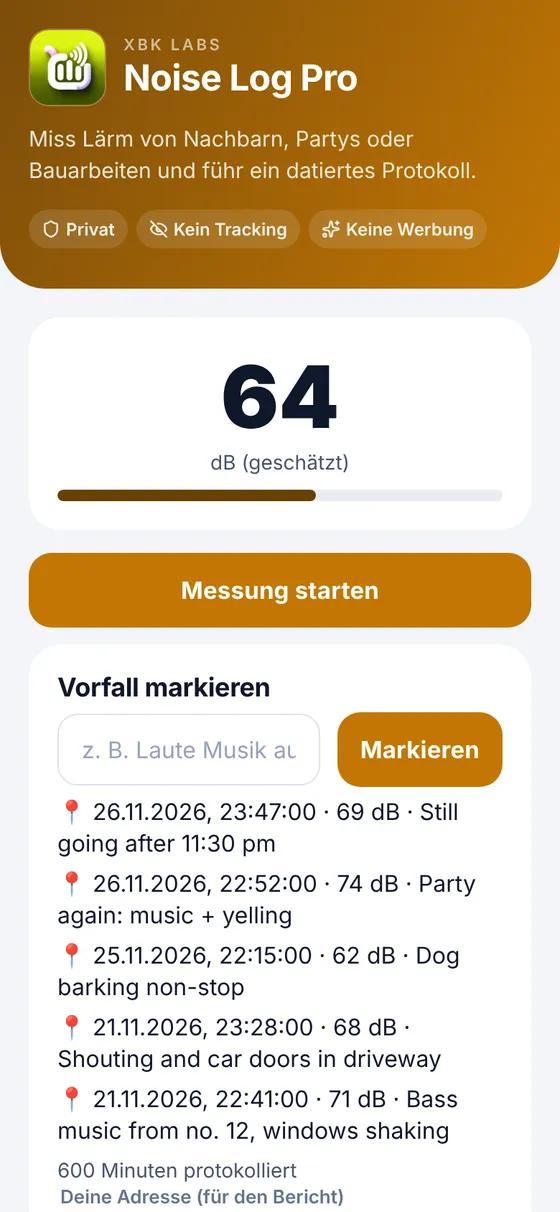 XBK LABS
Noise Log Pro
Miss Lärm von Nachbarn, Partys oder
Bauarbeiten und führ ein datiertes Protokoll.
Privat
Kein Tracking
Keine Werbung
64
dB (geschätzt)
Messung starten
Vorfall markieren
z. B. Laute Musik au
Markieren
26.11.2026, 23:47:00 · 69 dB · Still
going after 11:30 pm
26.11.2026, 22:52:00 · 74 dB · Party
again: music + yelling
25.11.2026, 22:15:00 · 62 dB · Dog
barking non-stop
21.11.2026, 23:28:00 · 68 dB ·
Shouting and car doors in driveway
21.11.2026, 22:41:00 · 71 dB · Bass
music from no. 12, windows shaking
600 Minuten protokolliert
Deine Adresse (für den Bericht)